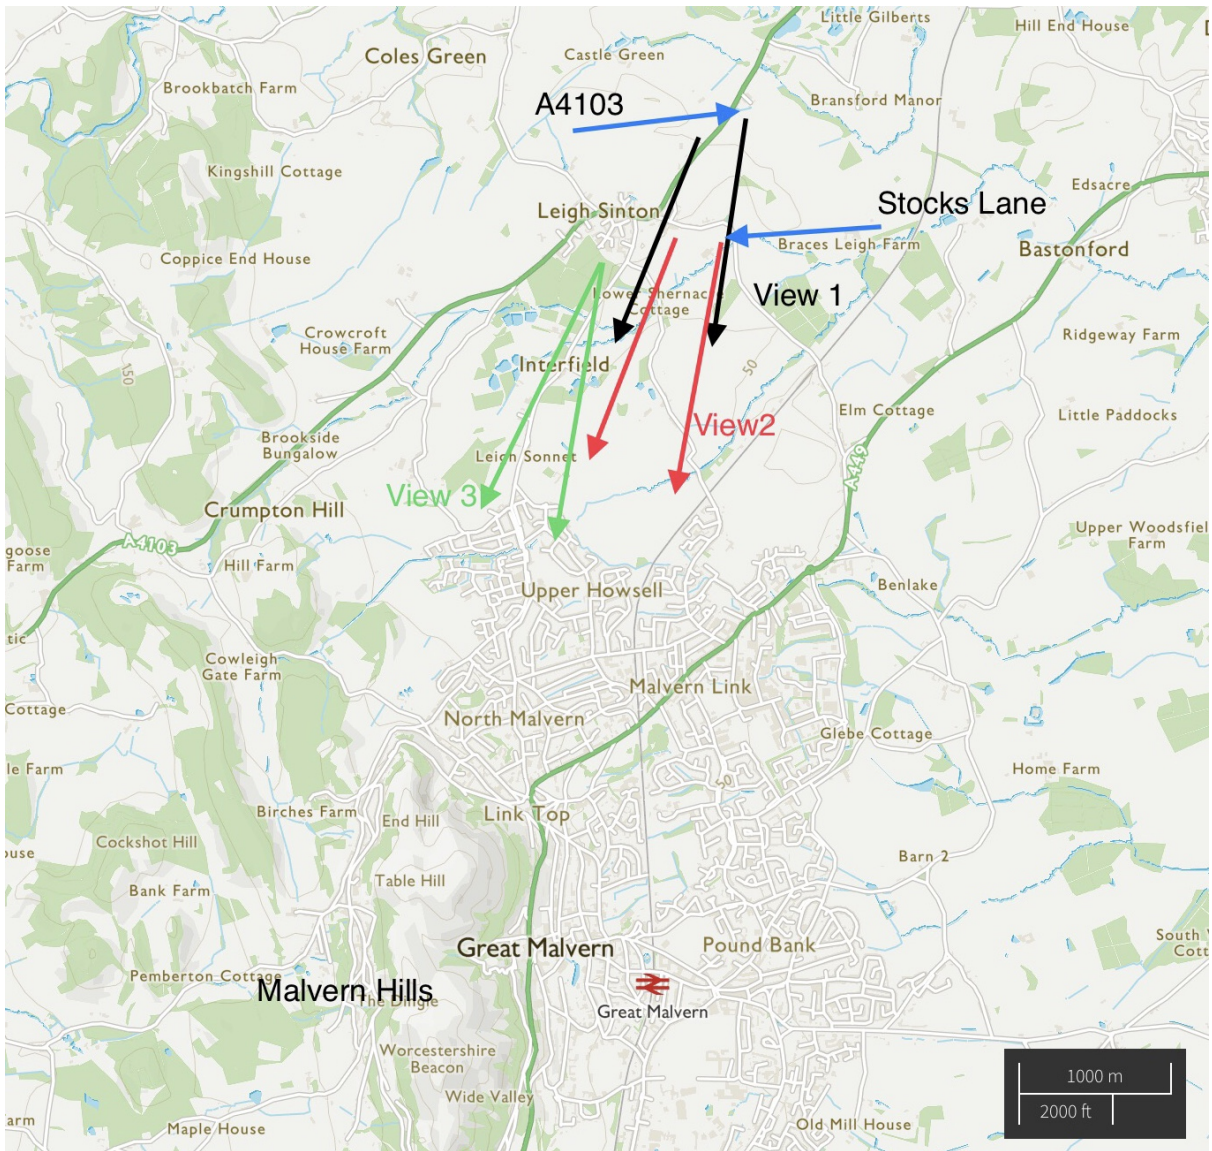 Little Gilberts
Hill End House
Coles Green
Castle Green
Brookbatch Farm
A4103
Bransford Manor
Kingshill Cottage
Edsacre
Leigh Sinton
Stocks Lane
Braces Leigh Farm
Bastonford
Coppice End House
Lower Shernac
Cottage
View 1
Crowcroft
House Farm
Ridgeway Farm
Interfield
150
50
Elm Cottage
Little Paddocks
View2
Brookside
Bungalow
Leigh Sonnet
A449
View 3
Crumpton Hill
A4103
goose
Farm
Hill Farm
Upper Woodsfiel
Farm
Benlake
Upper Howsell
tic
Cowleigh
Gate Farm
Malvern Link
Cottage
North Malvern
Glebe Cottage
le Farm
Home Farm
50
Birches Farm
End Hill
Link Top
Cockshot Hill
ouse
Barn 2
Table Hill
Bank Farm
Great Malvern
Pound Bank
South V
Cott
Pemberton Cottage
Malvern Hills
The Dingle
Great Malvern
Worcestershire
Beacon
1000 m
Wide Valley
2000 ft
arm
Maple House
Old Mill House